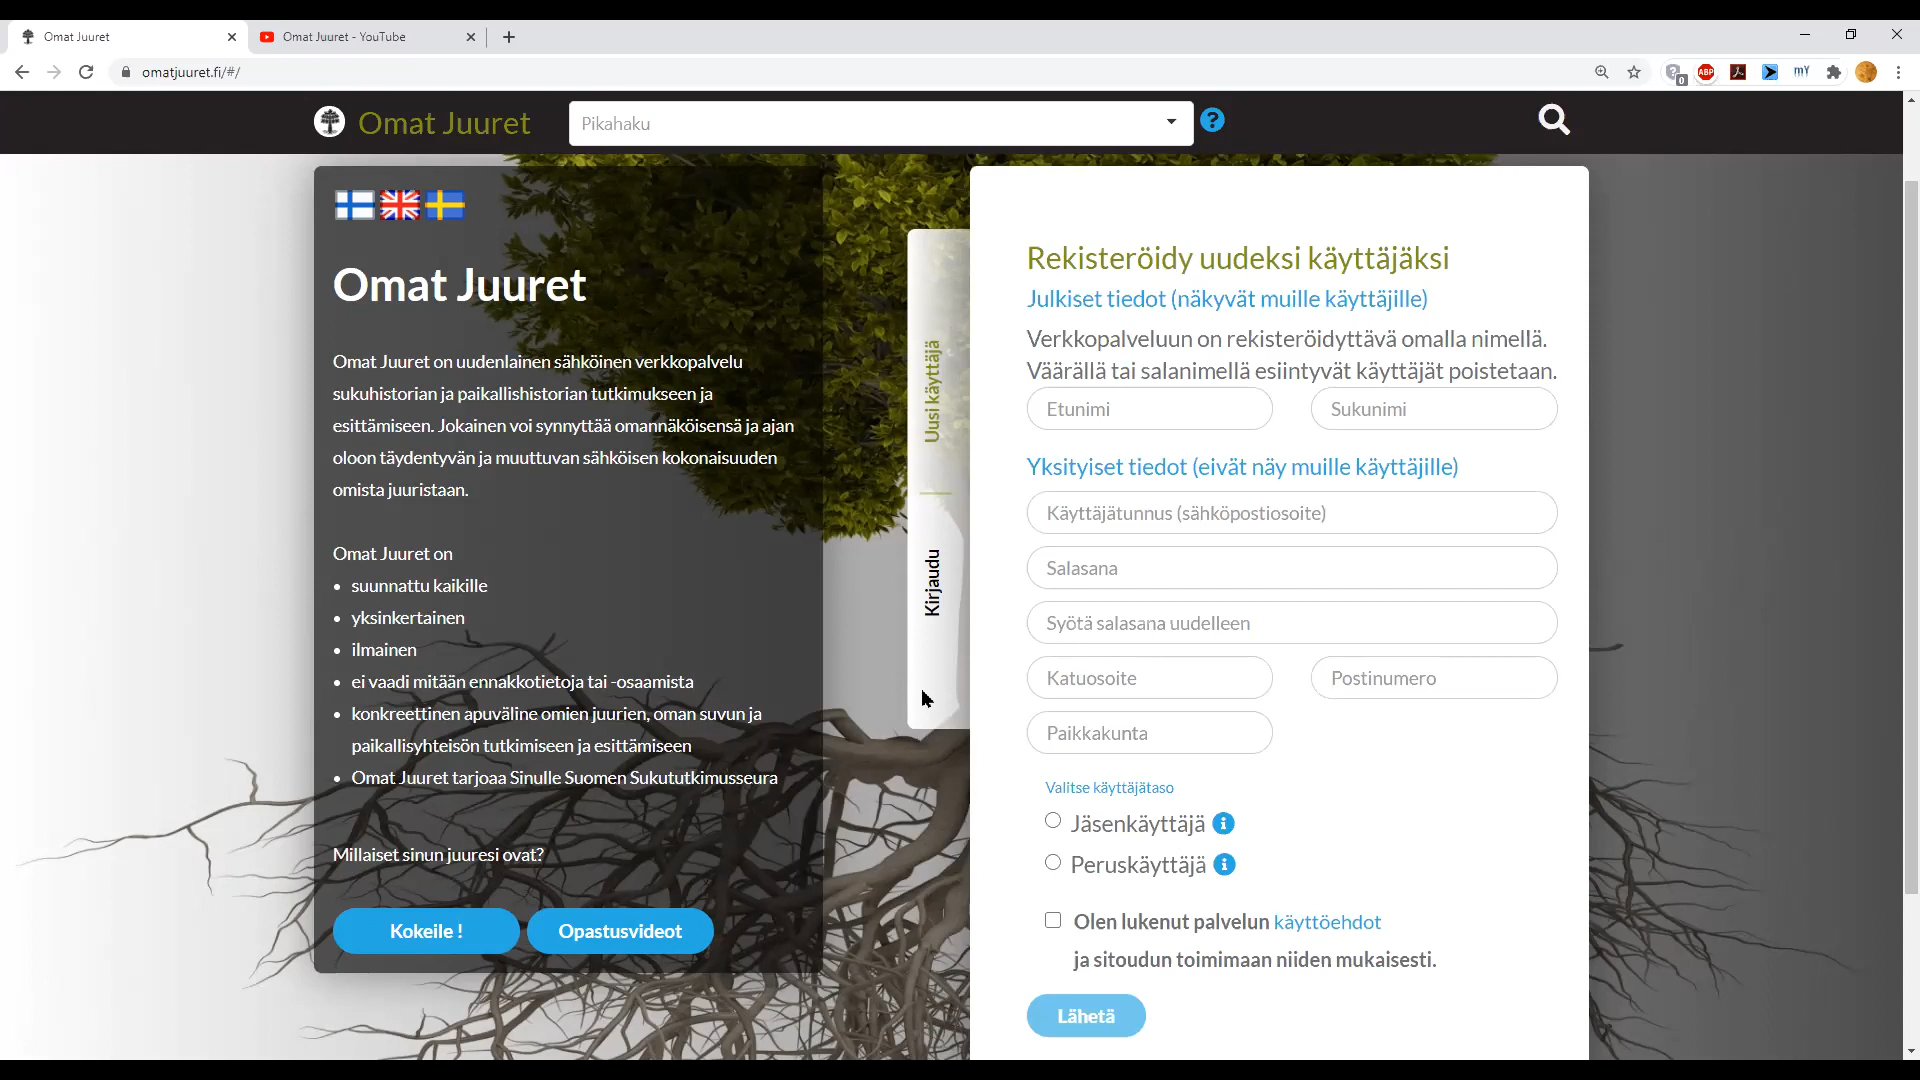 Omat Juuret
Omat Juuret - YouTube
omatjuuret.fi/#/
0
ABP
mY
Omat Juuret
Pikahaku
?
Omat Juuret
Omat Juuret on uudenlainen sähköinen verkkopalvelu
sukuhistorian ja paikallishistorian tutkimukseen ja
esittämiseen. Jokainen voi synnyttää omannäköisensä ja ajan
oloon täydentyvän ja muuttuvan sähköisen kokonaisuuden
omista juuristaan.
Omat Juuret on
• suunnattu kaikille
• yksinkertainen
• ilmainen
• ei vaadi mitään ennakkotietoja tai -osaamista
• konkreettinen apuväline omien juurien, oman suvun ja
paikallisyhteisön tutkimiseen ja esittämiseen
• Omat Juuret tarjoaa Sinulle Suomen Sukututkimusseura
Millaiset sinun juuresi ovat?
Kokeile !
Opastusvideot
Uusi käyttäjä
Kirjaudu
Rekisteröidy uudeksi käyttäjäksi
Julkiset tiedot (näkyvät muille käyttäjille)
Verkkopalveluun on rekisteröidyttävä omalla nimellä.
Väärällä tai salanimellä esiintyvät käyttäjät poistetaan.
Etunimi
Sukunimi
Yksityiset tiedot (eivät näy muille käyttäjille)
Käyttäjätunnus (sähköpostiosoite)
Salasana
Syötä salasana uudelleen
Katuosoite
Postinumero
Paikkakunta
Valitse käyttäjätaso
Jäsenkäyttäjä
Peruskäyttäjä
Olen lukenut palvelun käyttöehdot
ja sitoudun toimimaan niiden mukaisesti.
Lähetä